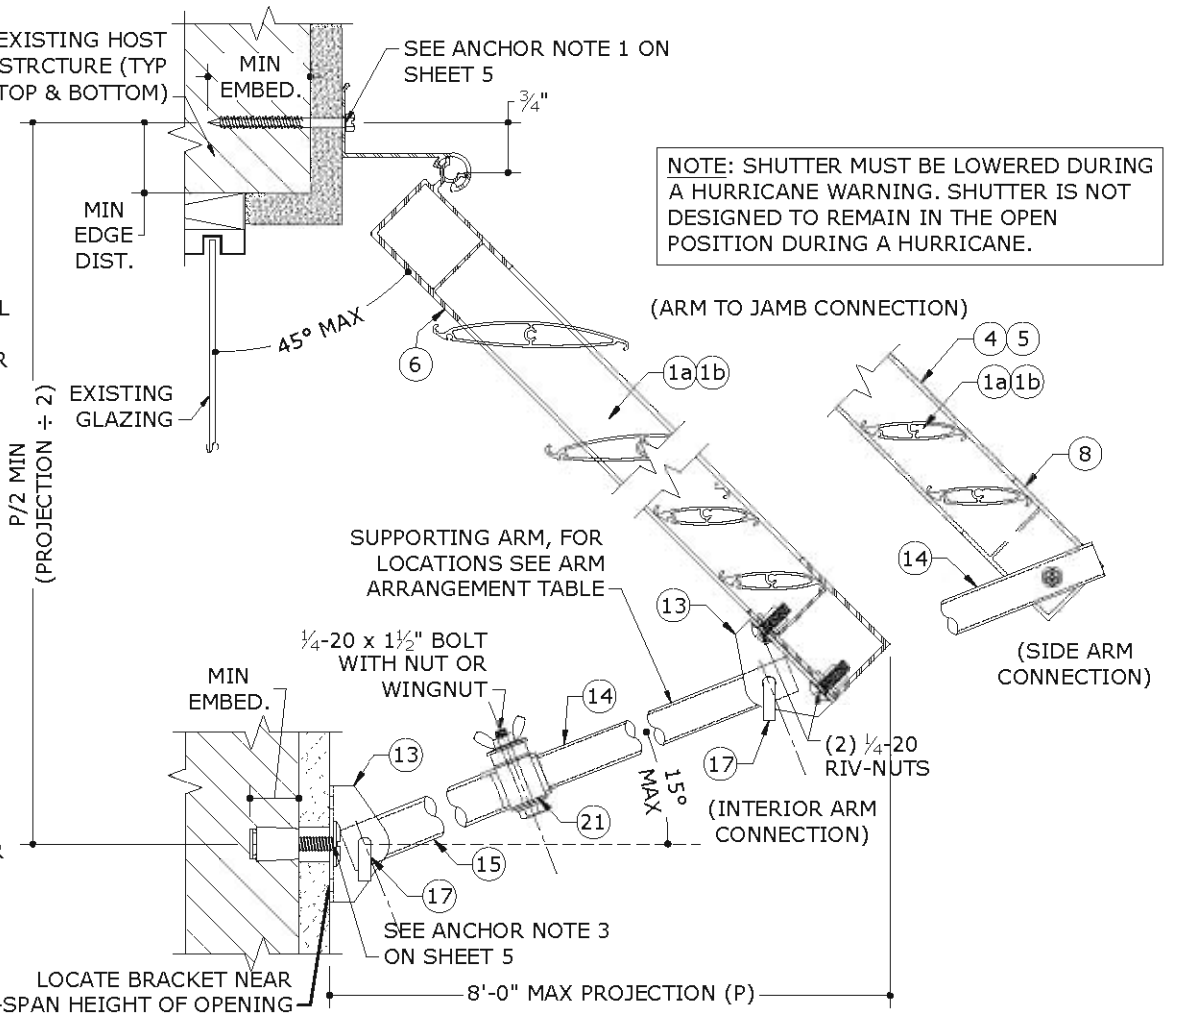 EXISTING HOST
STRCTURE (TYP
TOP & BOTTOM)
MIN
EMBED.
SEE ANCHOR NOTE 1 ON
SHEET 5
3/4"
NOTE: SHUTTER MUST BE LOWERED DURING
A HURRICANE WARNING. SHUTTER IS NOT
DESIGNED TO REMAIN IN THE OPEN
POSITION DURING A HURRICANE.
MIN
EDGE
DIST.
L
R
45° MAX
6
(ARM TO JAMB CONNECTION)
4 5
1a 1b
1a 1b
8
14
EXISTING
GLAZING
P/2 MIN
(PROJECTION ÷ 2)
SUPPORTING ARM, FOR
LOCATIONS SEE ARM
ARRANGEMENT TABLE
13
(SIDE ARM
CONNECTION)
1/4-20 x 1 1/2" BOLT
WITH NUT OR
WINGNUT
MIN
EMBED.
14
13
17
(2) 1/4-20
RIV-NUTS
15°
MAX
(INTERIOR ARM
CONNECTION)
21
15
17
R
SEE ANCHOR NOTE 3
ON SHEET 5
LOCATE BRACKET NEAR
-SPAN HEIGHT OF OPENING
8'-0" MAX PROJECTION (P)